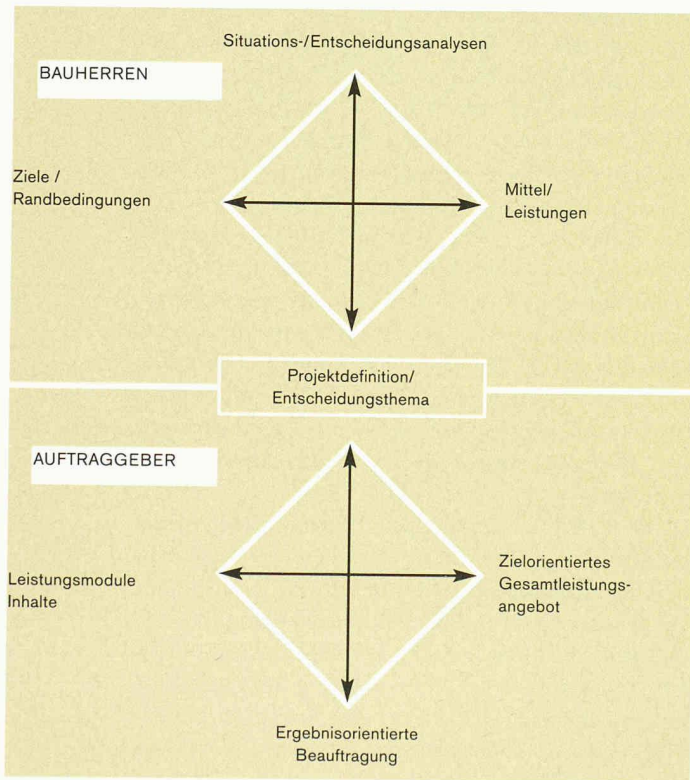 Situations-/Entscheidungsanalysen
BAUHERREN
Ziele /
Randbedingungen
Mittel/
Leistungen
Projektdefinition/
Entscheidungsthema
AUFTRAGGEBER
Leistungsmodule
Inhalte
Zielorientiertes
Gesamtleistungs-
angebot
Ergebnisorientierte
Beauftragung